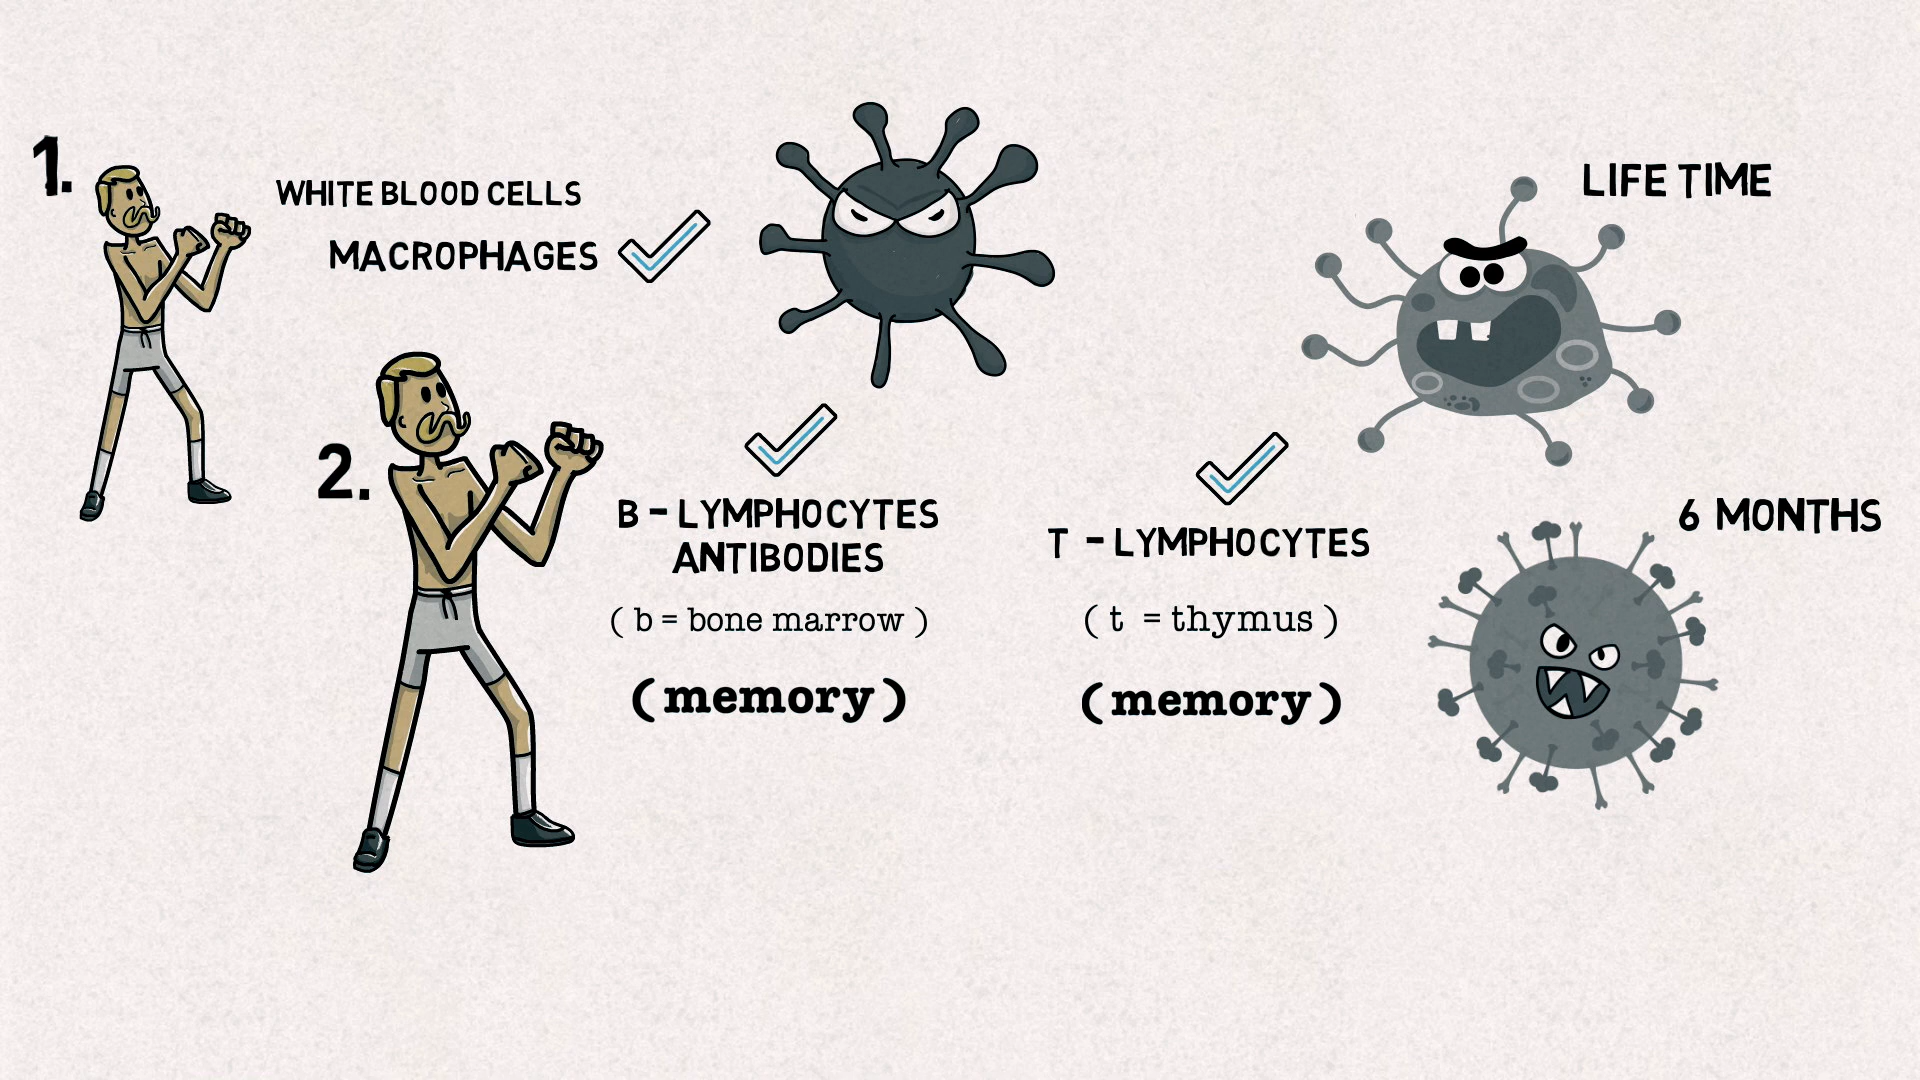 1.
WHITE BLOOD CELLS
MACROPHAGES
LIFE TIME
2.
B - LYMPHOCYTES
ANTIBODIES
( b = bone marrow )
(memory)
T - LYMPHOCYTES
( t = thymus )
(memory)
6 MONTHS